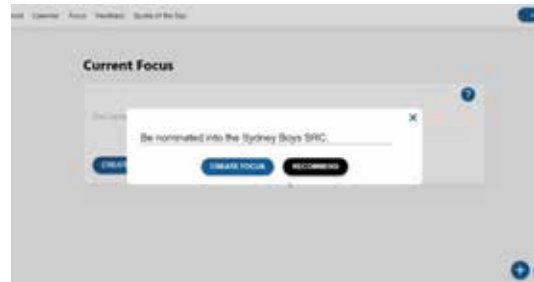 Calendar Focus Feedback Quote of the Day
Current Focus
?
×
Be nominated into the Sydney Boys SRC
CREATE FOCUS RECOMMEND
+